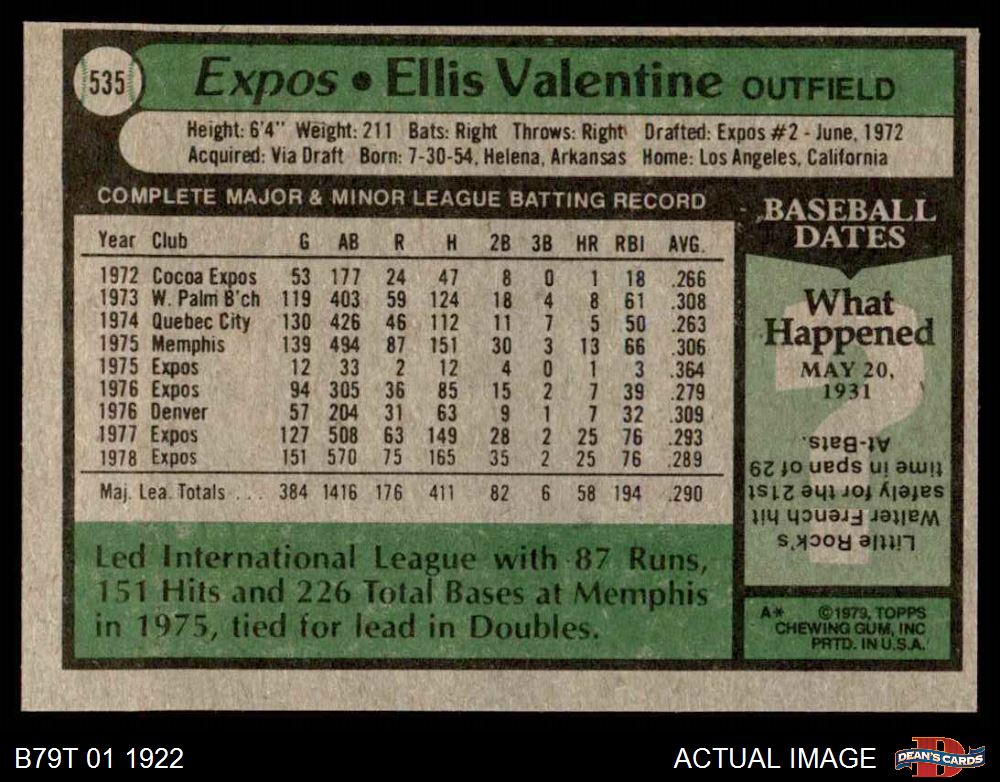 535
Expos • Ellis Valentine OUTFIELD
Height: 6'4" Weight: 211 Bats: Right Throws: Right Drafted: Expos #2 - June, 1972
Acquired: Via Draft Born: 7-30-54, Helena, Arkansas Home: Los Angeles, California
COMPLETE MAJOR & MINOR LEAGUE BATTING RECORD
Year Club G AB R H 2B 3B HR RBI AVG.
1972 Cocoa Expos 53 177 24 47 8 0 1 18 .266
1973 W. Palm B'ch 119 403 59 124 18 4 8 61 .308
1974 Quebec City 130 426 46 112 11 7 5 50 .263
1975 Memphis 139 494 87 151 30 3 13 66 .306
1975 Expos 12 33 2 12 4 0 1 3 .364
1976 Expos 94 305 36 85 15 2 7 39 .279
1976 Denver 57 204 31 63 9 1 7 32 .309
1977 Expos 127 508 63 149 28 2 25 76 .293
1978 Expos 151 570 75 165 35 2 25 76 .289
Maj. Lea. Totals . . . 384 1416 176 411 82 6 58 194 .290
Led International League with 87 Runs,
151 Hits and 226 Total Bases at Memphis
in 1975, tied for lead in Doubles.
BASEBALL
DATES
What
Happened
MAY 20,
1931
Little Rock's
Walter French hit
safely for the 21st
time in span of 29
At-Bats.
A* ©1979, TOPPS
CHEWING GUM, INC
PRTD. IN U.S.A.
B79T 01 1922
ACTUAL IMAGE
D
DEAN'S CARDS